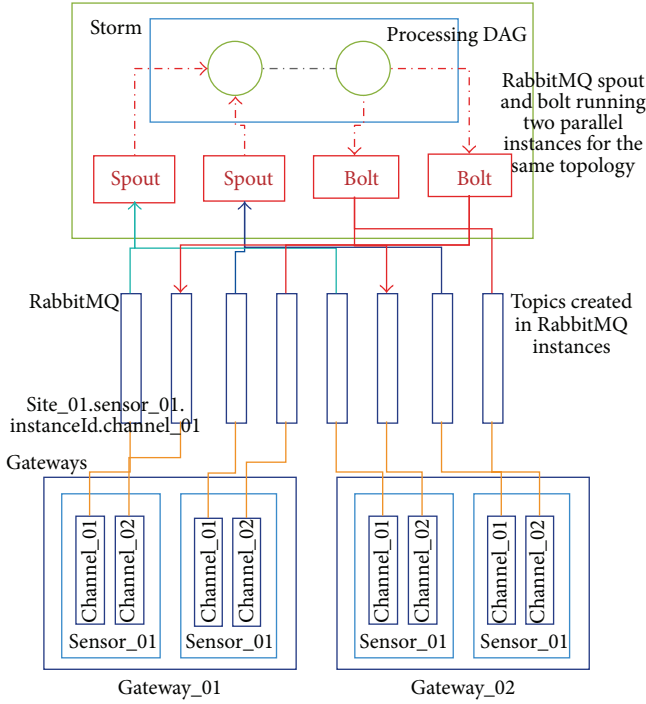 Storm
Processing DAG
RabbitMQ spout
and bolt running
two parallel
instances for the
same topology
Spout
Spout
Bolt
Bolt
RabbitMQ
Topics created
in RabbitMQ
instances
Site_01.sensor_01.
instanceId.channel_01
Gateways
Channel_01
Channel_02
Channel_01
Channel_02
Channel_01
Channel_02
Channel_01
Channel_02
Sensor_01
Sensor_01
Sensor_01
Sensor_01
Gateway_01
Gateway_02